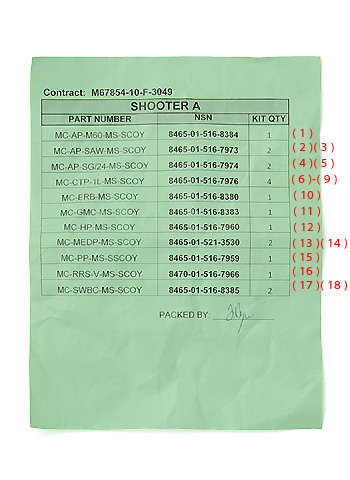 Contract: M67854-10-F-3049
SHOOTER A
PART NUMBER NSN KIT QTY
MC-AP-M60-MS-SCOY 8465-01-516-8384 1 (1)
MC-AP-SAW-MS-SCOY 8465-01-516-7973 2 (2)(3)
MC-AP-SG/24-MS-SCOY 8465-01-516-7974 2 (4)(5)
MC-CTP-1L-MS-SCOY 8465-01-516-7976 4 (6)-(9)
MC-ERB-MS-SCOY 8465-01-516-8380 1 (10)
MC-GMC-MS-SCOY 8465-01-516-8383 1 (11)
MC-HP-MS-SCOY 8465-01-516-7960 1 (12)
MC-MEDP-MS-SCOY 8465-01-521-3530 2 (13)(14)
MC-PP-MS-SSCOY 8465-01-516-7959 1 (15)
MC-RRS-V-MS-SCOY 8470-01-516-7966 1 (16)
MC-SWBC-MS-SCOY 8465-01-516-8385 2 (17)(18)
PACKED BY: